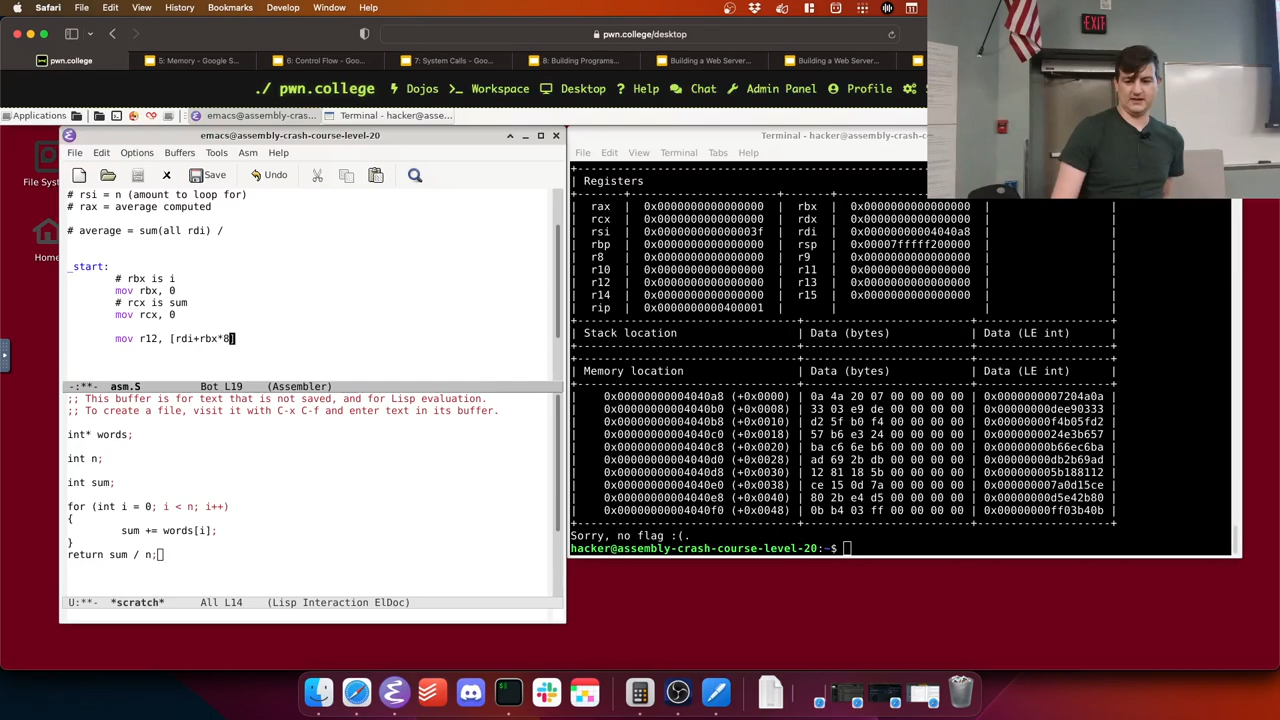 Safari File Edit View History Bookmarks Develop Window Help
pwn.college/desktop
pwn.college 5: Memory - Google S... 6: Control Flow - Goo... 7: System Calls - Goo... 8: Building Programs... Building a Web Server... Building a Web Server...
./ pwn.college Dojos Workspace Desktop Help Chat Admin Panel Profile
Applications emacs@assembly-cras... Terminal - hacker@asse...
EXIT
File Sys
Home
emacs@assembly-crash-course-level-20
File Edit Options Buffers Tools Asm Help
Save Undo
# rsi = n (amount to loop for)
# rax = average computed
# average = sum(all rdi) /
_start:
# rbx is i
mov rbx, 0
# rcx is sum
mov rcx, 0
mov r12, [rdi+rbx*8]
-:**- asm.S Bot L19 (Assembler)
;; This buffer is for text that is not saved, and for Lisp evaluation.
;; To create a file, visit it with C-x C-f and enter text in its buffer.
int* words;
int n;
int sum;
for (int i = 0; i < n; i++)
{
sum += words[i];
}
return sum / n;
U:**- *scratch* All L14 (Lisp Interaction ElDoc)
Terminal - hacker@assembly-crash-c
File Edit View Terminal Tabs Help
+-----------------------------------------------------------------+
| Registers
| rax | 0x0000000000000000 | rbx | 0x0000000000000000 |
| rcx | 0x0000000000000000 | rdx | 0x0000000000000000 |
| rsi | 0x000000000000003f | rdi | 0x00000000004040a8 |
| rbp | 0x0000000000000000 | rsp | 0x00007fffff200000 |
| r8 | 0x0000000000000000 | r9 | 0x0000000000000000 |
| r10 | 0x0000000000000000 | r11 | 0x0000000000000000 |
| r12 | 0x0000000000000000 | r13 | 0x0000000000000000 |
| r14 | 0x0000000000000000 | r15 | 0x0000000000000000 |
| rip | 0x0000000000400001 | | |
| Stack location | Data (bytes) | Data (LE int) |
| Memory location | Data (bytes) | Data (LE int) |
| 0x00000000004040a8 (+0x0000) | 0a 4a 20 07 00 00 00 00 | 0x0000000007204a0a |
| 0x00000000004040b0 (+0x0008) | 33 03 e9 de 00 00 00 00 | 0x00000000dee90333 |
| 0x00000000004040b8 (+0x0010) | d2 5f b0 f4 00 00 00 00 | 0x00000000f4b05fd2 |
| 0x00000000004040c0 (+0x0018) | 57 b6 e3 24 00 00 00 00 | 0x0000000024e3b657 |
| 0x00000000004040c8 (+0x0020) | ba c6 6e b6 00 00 00 00 | 0x00000000b66ec6ba |
| 0x00000000004040d0 (+0x0028) | ad 69 2b db 00 00 00 00 | 0x00000000db2b69ad |
| 0x00000000004040d8 (+0x0030) | 12 81 18 5b 00 00 00 00 | 0x000000005b188112 |
| 0x00000000004040e0 (+0x0038) | ce 15 0d 7a 00 00 00 00 | 0x000000007a0d15ce |
| 0x00000000004040e8 (+0x0040) | 80 2b e4 d5 00 00 00 00 | 0x00000000d5e42b80 |
| 0x00000000004040f0 (+0x0048) | 0b b4 03 ff 00 00 00 00 | 0x00000000ff03b40b |
Sorry, no flag :(.
hacker@assembly-crash-course-level-20:~$